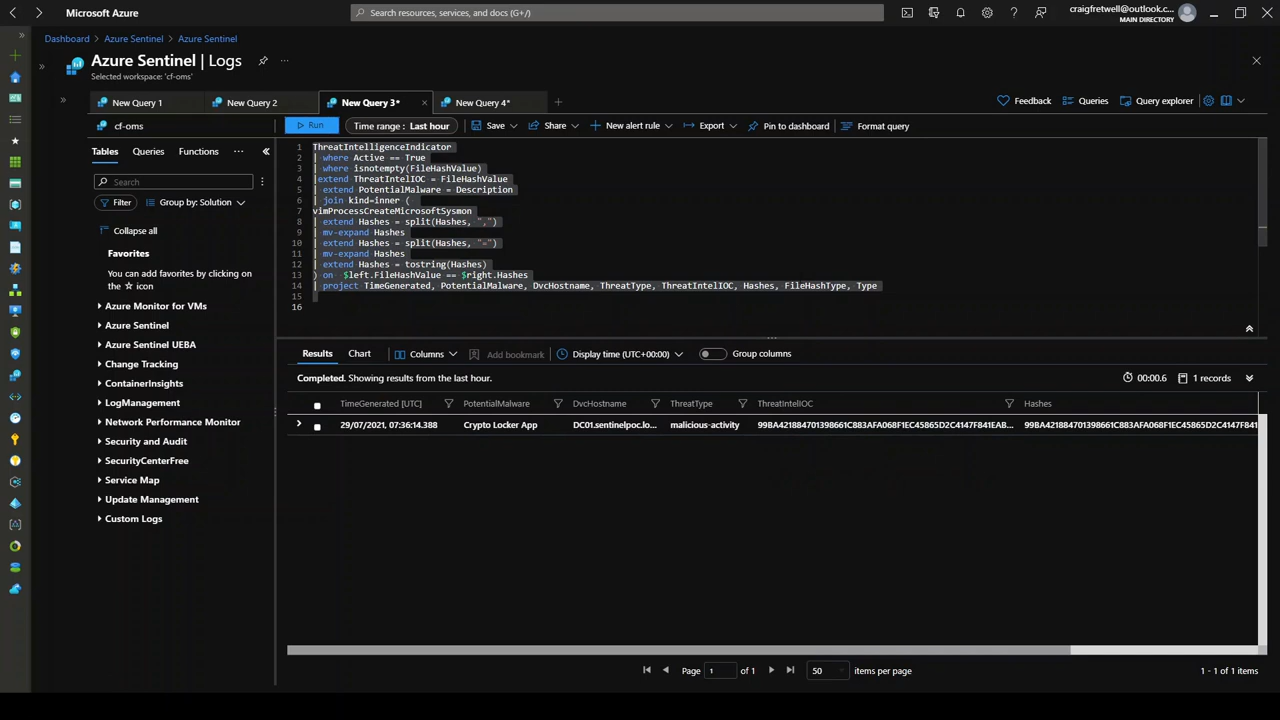 Microsoft Azure
Search resources, services, and docs (G+/)
craigfretwell@outlook.c...
MAIN DIRECTORY
Dashboard > Azure Sentinel > Azure Sentinel
Azure Sentinel | Logs
Selected workspace: 'cf-oms'
New Query 1
New Query 2
New Query 3*
New Query 4*
Feedback
Queries
Query explorer
cf-oms
Run
Time range : Last hour
Save
Share
New alert rule
Export
Pin to dashboard
Format query
Tables
Queries
Functions
Search
Filter
Group by: Solution
Collapse all
Favorites
You can add favorites by clicking on
the ☆ icon
Azure Monitor for VMs
Azure Sentinel
Azure Sentinel UEBA
Change Tracking
ContainerInsights
LogManagement
Network Performance Monitor
Security and Audit
SecurityCenterFree
Service Map
Update Management
Custom Logs
1 ThreatIntelligenceIndicator
2 | where Active == True
3 | where isnotempty(FileHashValue)
4 |extend ThreatIntelIOC = FileHashValue
5 | extend PotentialMalware = Description
6 | join kind=inner (
7 vimProcessCreateMicrosoftSysmon
8 | extend Hashes = split(Hashes, ",")
9 | mv-expand Hashes
10 | extend Hashes = split(Hashes, "=")
11 | mv-expand Hashes
12 | extend Hashes = tostring(Hashes)
13 ) on $left.FileHashValue == $right.Hashes
14 | project TimeGenerated, PotentialMalware, DvcHostname, ThreatType, ThreatIntelIOC, Hashes, FileHashType, Type
15
16
Results
Chart
Columns
Add bookmark
Display time (UTC+00:00)
Group columns
Completed. Showing results from the last hour.
00:00.6
1 records
TimeGenerated [UTC]
PotentialMalware
DvcHostname
ThreatType
ThreatIntelIOC
Hashes
29/07/2021, 07:36:14.388
Crypto Locker App
DC01.sentinelpoc.lo...
malicious-activity
99BA421884701398661C883AFA068F1EC45865D2C4147F841EAB...
99BA421884701398661C883AFA068F1EC45865D2C4147F841
Page 1 of 1
50 items per page
1 - 1 of 1 items